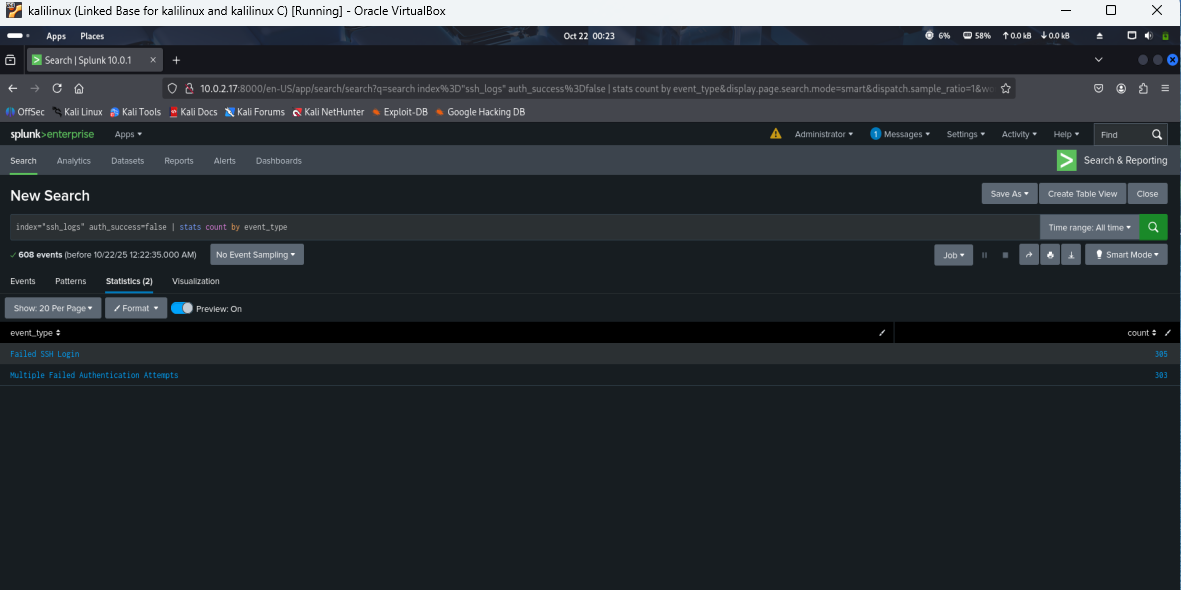 kalilinux (Linked Base for kalilinux and kalilinux C) [Running] - Oracle VirtualBox
Apps Places Oct 22 00:23 6% 58% 0.0 kB 0.0 kB
Search | Splunk 10.0.1
10.0.2.17:8000/en-US/app/search/search?q=search index%3D"ssh_logs" auth_success%3Dfalse | stats count by event_type&display.page.search.mode=smart&dispatch.sample_ratio=1&w
OffSec Kali Linux Kali Tools Kali Docs Kali Forums Kali NetHunter Exploit-DB Google Hacking DB
splunk>enterprise Apps Administrator 1 Messages Settings Activity Help Find
Search Analytics Datasets Reports Alerts Dashboards Search & Reporting
New Search Save As Create Table View Close
index="ssh_logs" auth_success=false | stats count by event_type Time range: All time
608 events (before 10/22/25 12:22:35.000 AM) No Event Sampling Job Smart Mode
Events Patterns Statistics (2) Visualization
Show: 20 Per Page Format Preview: On
event_type count
Failed SSH Login 305
Multiple Failed Authentication Attempts 303